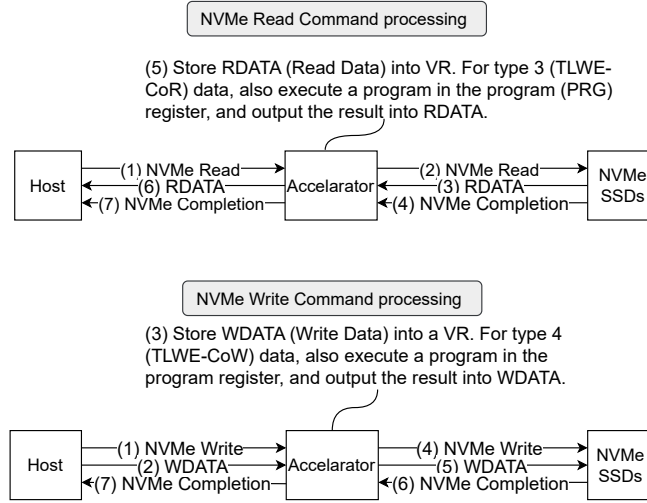 NVMe Read Command processing
(5) Store RDATA (Read Data) into VR. For type 3 (TLWE-
CoR) data, also execute a program in the program (PRG)
register, and output the result into RDATA.
Host
(1) NVMe Read
(6) RDATA
(7) NVMe Completion
Accelarator
(2) NVMe Read
(3) RDATA
(4) NVMe Completion
NVMe
SSDs
NVMe Write Command processing
(3) Store WDATA (Write Data) into a VR. For type 4
(TLWE-CoW) data, also execute a program in the
program register, and output the result into WDATA.
Host
(1) NVMe Write
(2) WDATA
(7) NVMe Completion
Accelarator
(4) NVMe Write
(5) WDATA
(6) NVMe Completion
NVMe
SSDs